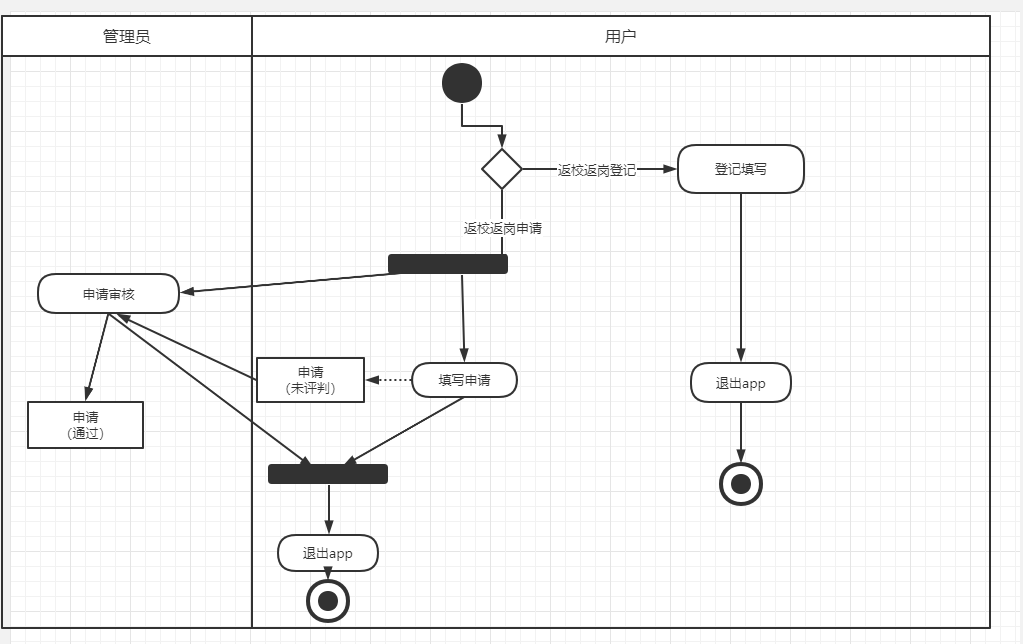 管理员
用户
返校返岗登记
登记填写
返校返岗申请
申请审核
申请
（未评判）
填写申请
退出app
申请
（通过）
退出app